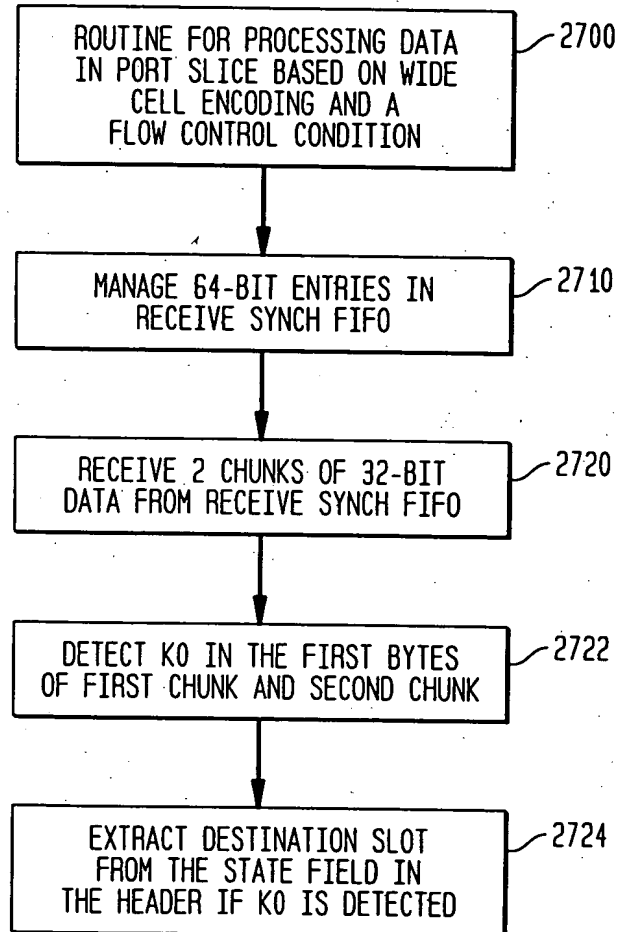 ROUTINE FOR PROCESSING DATA
IN PORT SLICE BASED ON WIDE
CELL ENCODING AND A
FLOW CONTROL CONDITION
2700
MANAGE 64-BIT ENTRIES IN
RECEIVE SYNCH FIFO
2710
RECEIVE 2 CHUNKS OF 32-BIT
DATA FROM RECEIVE SYNCH FIFO
2720
DETECT K0 IN THE FIRST BYTES
OF FIRST CHUNK AND SECOND CHUNK
2722
EXTRACT DESTINATION SLOT
FROM THE STATE FIELD IN
THE HEADER IF K0 IS DETECTED
2724